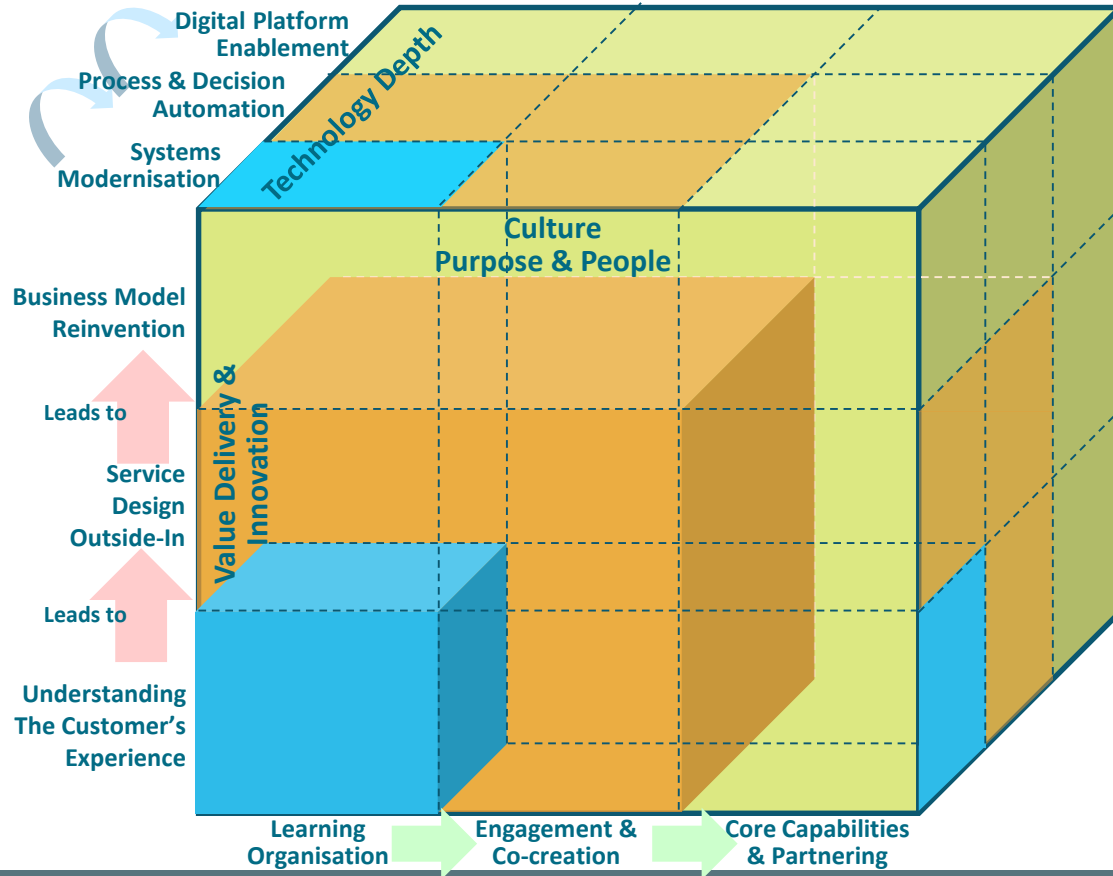 Digital Platform
Enablement
Process & Decision
Automation
Systems
Modernisation
Technology Depth
Culture
Purpose & People
Business Model
Reinvention
Leads to
Value Delivery &
Innovation
Service
Design
Outside-In
Leads to
Understanding
The Customer's
Experience
Learning
Organisation
Engagement &
Co-creation
Core Capabilities
& Partnering